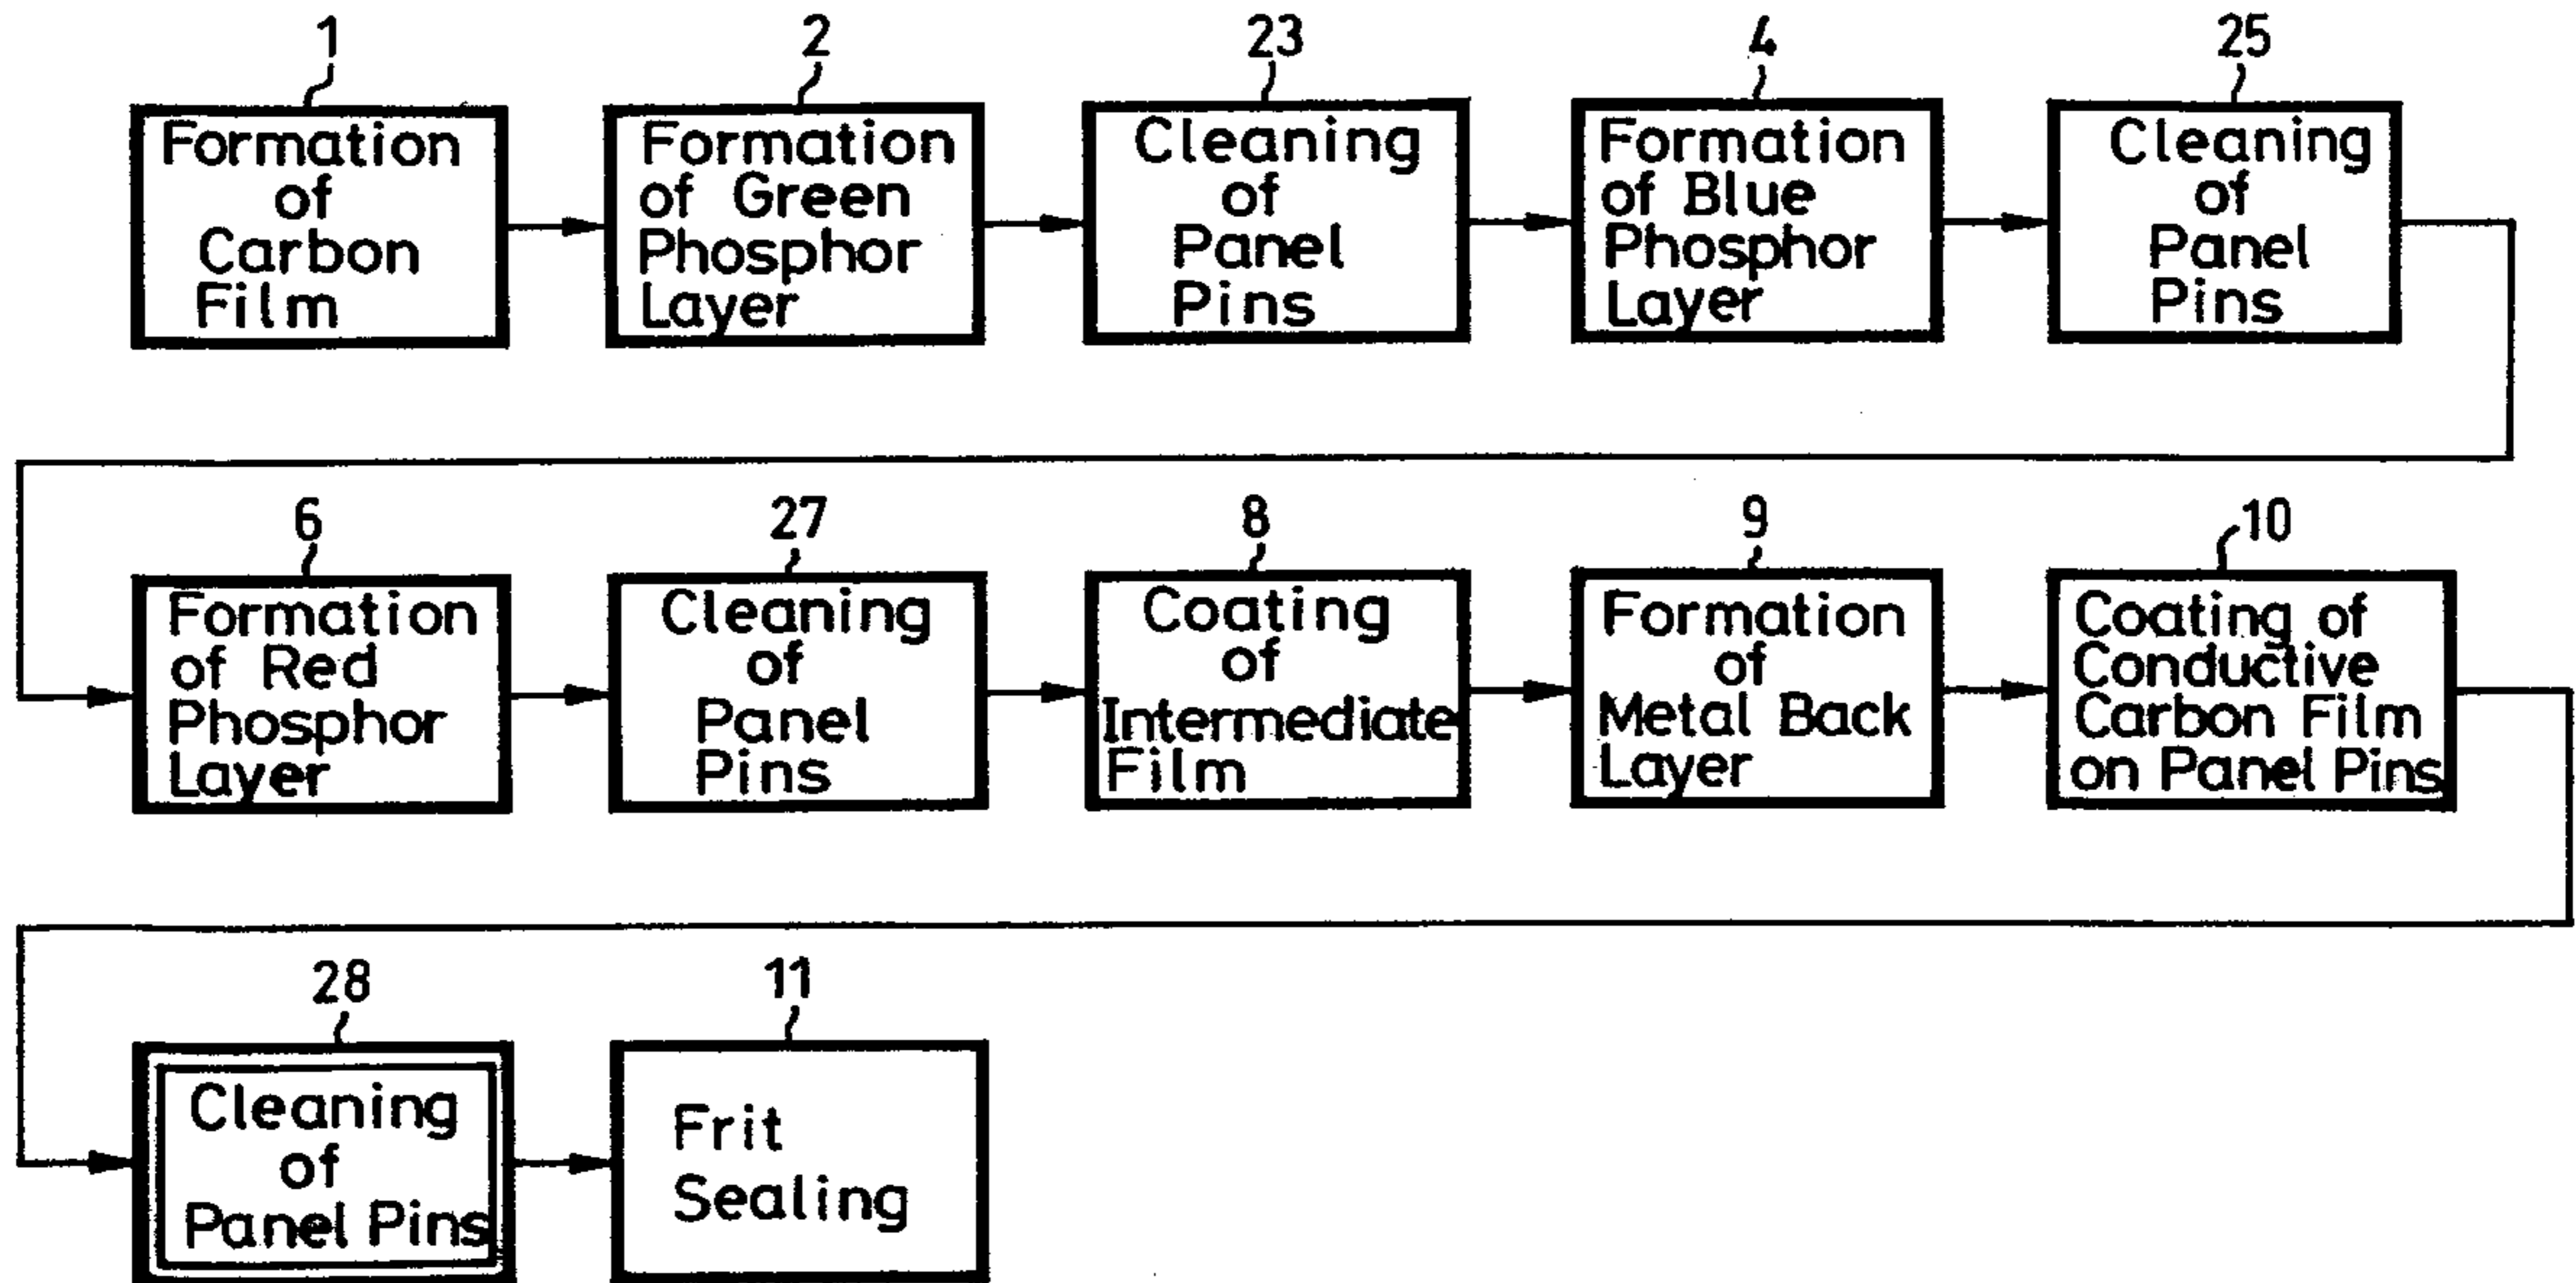 1
Formation
of
Carbon
Film
2
Formation
of Green
Phosphor
Layer
23
Cleaning
of
Panel
Pins
4
Formation
of Blue
Phosphor
Layer
25
Cleaning
of
Panel
Pins
6
Formation
of Red
Phosphor
Layer
27
Cleaning
of
Panel
Pins
8
Coating
of
Intermediate
Film
9
Formation
of
Metal Back
Layer
10
Coating of
Conductive
Carbon Film
on Panel Pins
28
Cleaning
of
Panel Pins
11
Frit
Sealing